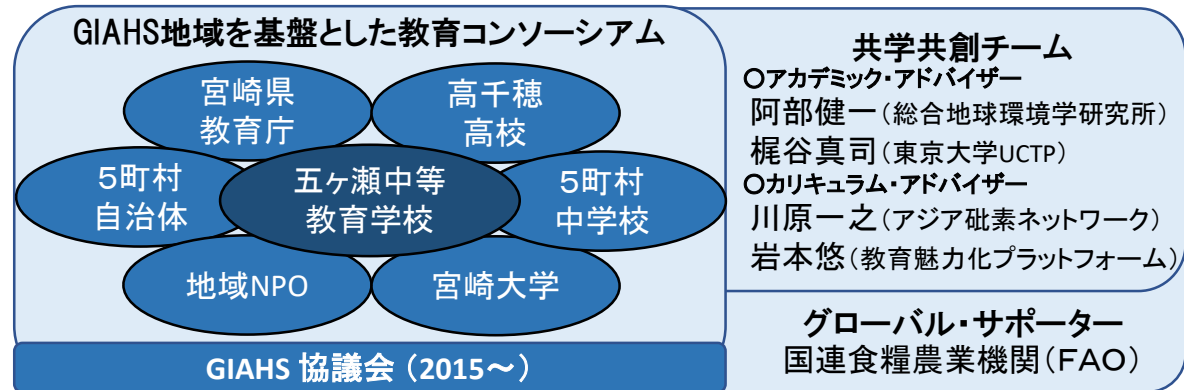 GIAHS地域を基盤とした教育コンソーシアム
宮崎県
教育庁
高千穂
高校
５町村
自治体
五ヶ瀬中等
教育学校
５町村
中学校
地域NPO
宮崎大学
GIAHS 協議会（2015～）
共学共創チーム
○アカデミック・アドバイザー
阿部健一（総合地球環境学研究所）
梶谷真司（東京大学UCTP）
○カリキュラム・アドバイザー
川原一之（アジア砒素ネットワーク）
岩本悠（教育魅力化プラットフォーム）
グローバル・サポーター
国連食糧農業機関（ＦＡＯ）